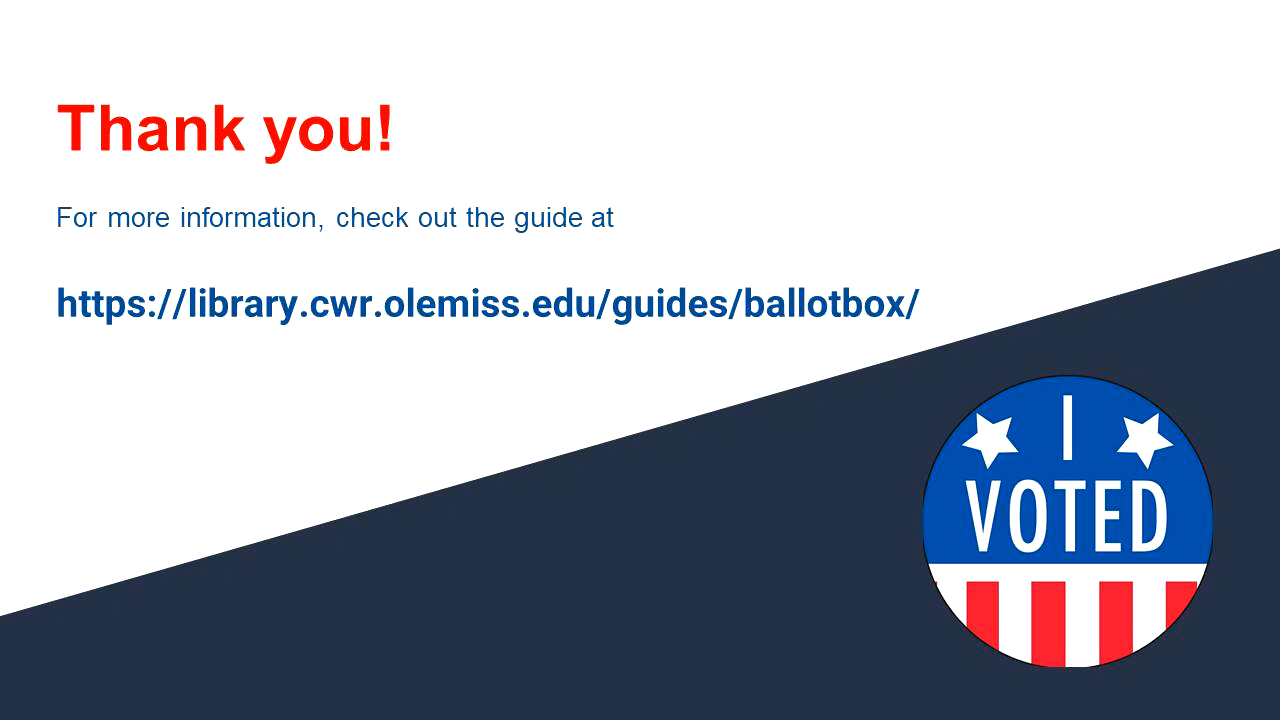 Thank you!
For more information, check out the guide at
https://library.cwr.olemiss.edu/guides/ballotbox/
I
VOTED